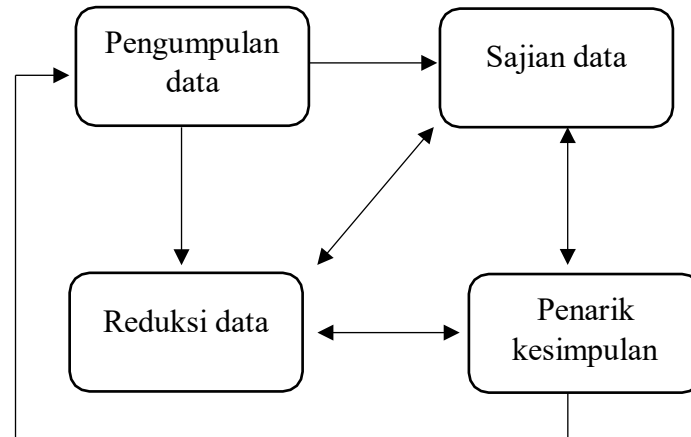 Pengumpulan
data
Sajian data
Reduksi data
Penarik
kesimpulan